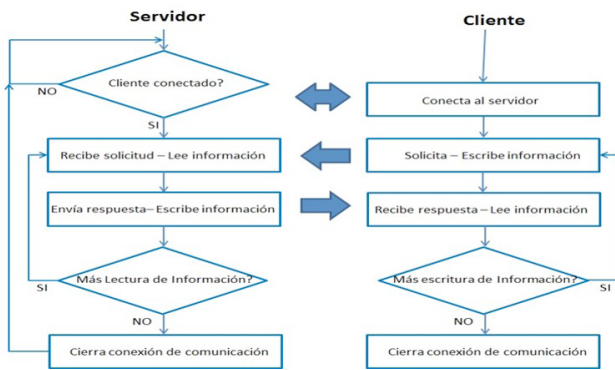 Servidor
Cliente
Cliente conectado?
NO
SI
Conecta al servidor
Recibe solicitud – Lee información
Solicita – Escribe información
Envía respuesta– Escribe información
Recibe respuesta – Lee información
Más Lectura de Información?
SI
NO
Más escritura de Información?
SI
NO
Cierra conexión de comunicación
Cierra conexión de comunicación